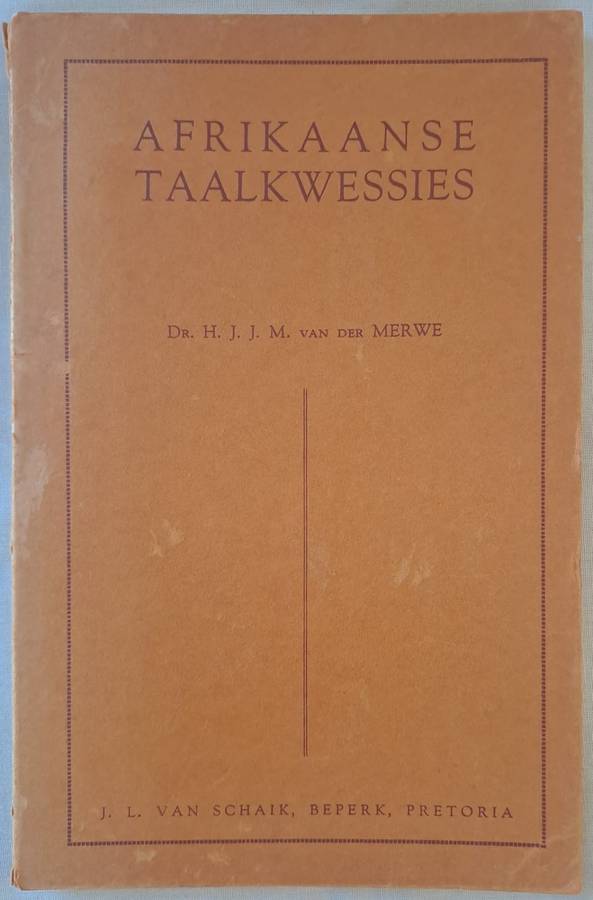 AFRIKAANSE
TAALKWESSIES
Dr. H. J. J. M. van der MERWE
J. L. VAN SCHAIK, BEPERK, PRETORIA